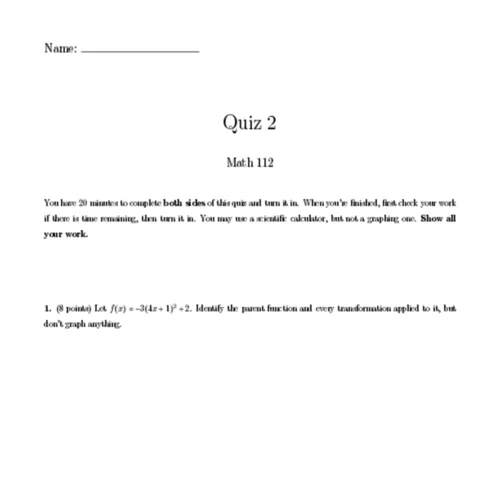 Name:
Quiz 2
Math 112
You have 20 minutes to complete both sides of this quiz and turn it in. When you're finished, first check your work
if there is time remaining, then turn it in. You may use a scientific calculator, but not a graphing one. Show all
your work.
1. (8 points) Let f(x) = −3(4x + 1)² + 2. Identify the parent function and every transformation applied to it, but
don't graph anything.